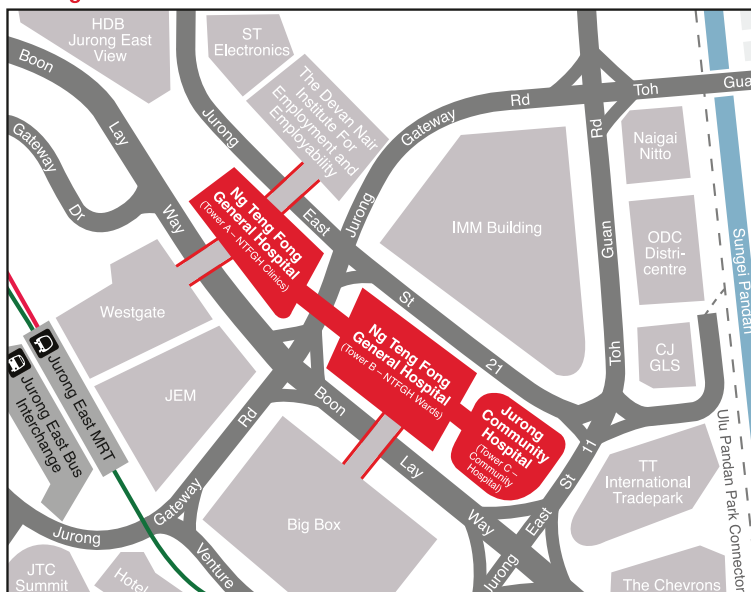 HDB
Jurong East
View
ST
Electronics
The Devan Nair
Institute For
Employment and
Employability
Boon
Lay
Way
Gateway
Dr
Jurong
East
St
21
Jurong
Gateway
Rd
Toh
Gua
Rd
Guan
Toh
Naigai
Nitto
ODC
Distri-
centre
CJ
GLS
Sungei Pandan
Ulu Pandan Park Connector
IMM Building
Ng Teng Fong
General Hospital
(Tower A – NTFGH Clinics)
Ng Teng Fong
General Hospital
(Tower B – NTFGH Wards)
Jurong
Community
Hospital
(Tower C –
Community
Hospital)
Westgate
JEM
Jurong East MRT
Jurong East Bus
Interchange
Boon
Lay
Way
Rd
Gateway
Jurong
Venture
Big Box
11
St
East
Jurong
TT
International
Tradepark
The Chevrons
JTC
Summit
Hotel